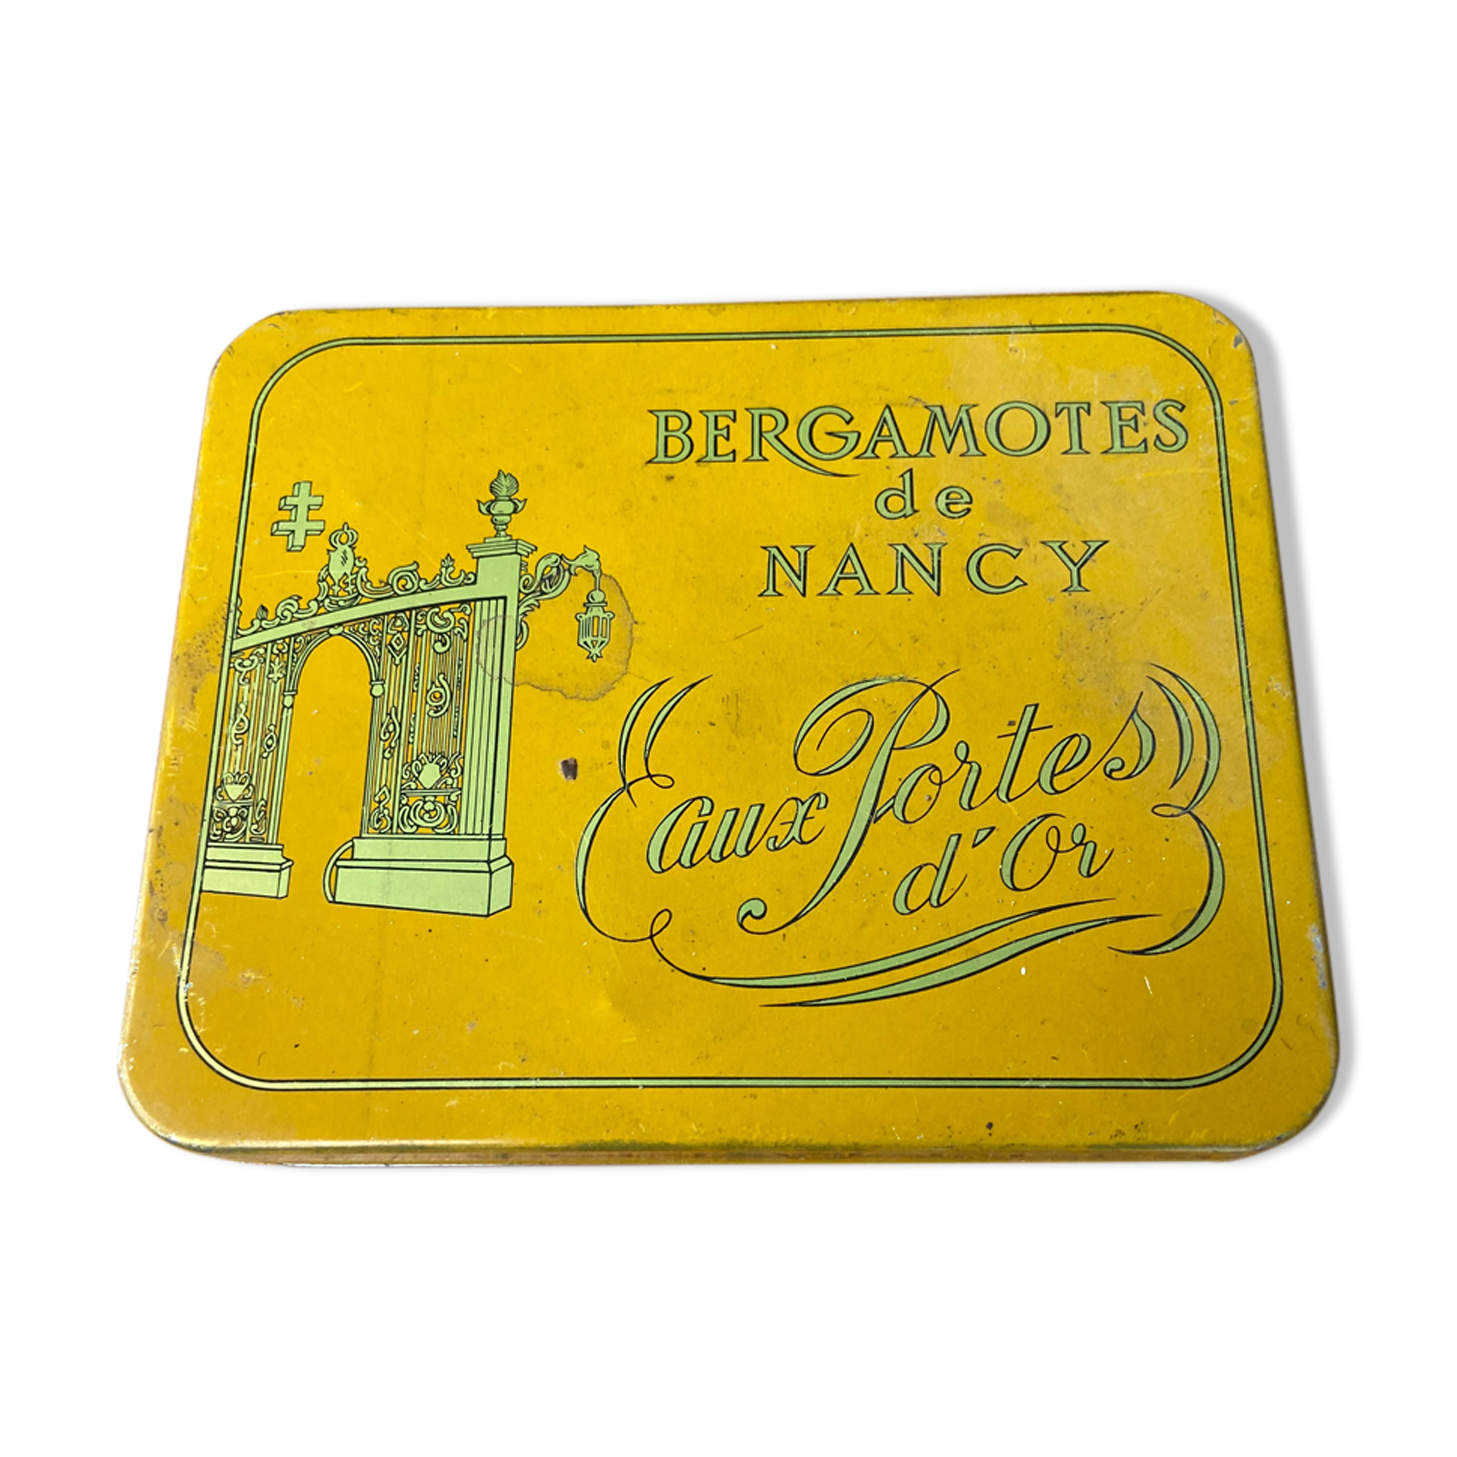 BERGAMOTES
de
NANCY
aux Portes
d'Or